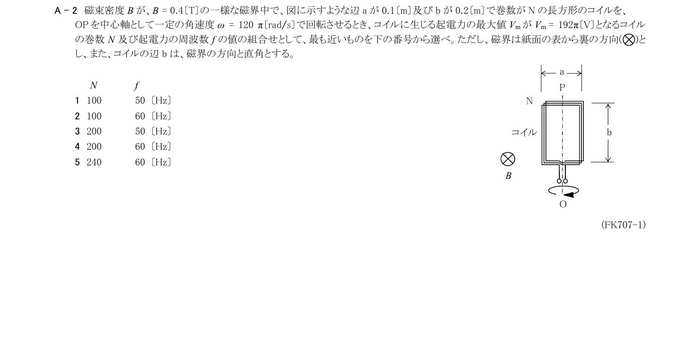 A－2 磁束密度 B が、B = 0.4[T]の一様な磁界中で、図に示すような辺 a が 0.1[m]及び b が 0.2[m]で巻数が N の長方形のコイルを、
OP を中心軸として一定の角速度 ω = 120 π[rad/s]で回転させるとき、コイルに生じる起電力の最大値 Vm が Vm = 192π[V]となるコイル
の巻数 N 及び起電力の周波数 f の値の組合せとして、最も近いものを下の番号から選べ。ただし、磁界は紙面の表から裏の方向(⊗)と
し、また、コイルの辺 b は、磁界の方向と直角とする。
N f
1 100 50 〔Hz〕
2 100 60 〔Hz〕
3 200 50 〔Hz〕
4 200 60 〔Hz〕
5 240 60 〔Hz〕
a
P
N
コイル
b
B
O
(FK707-1)